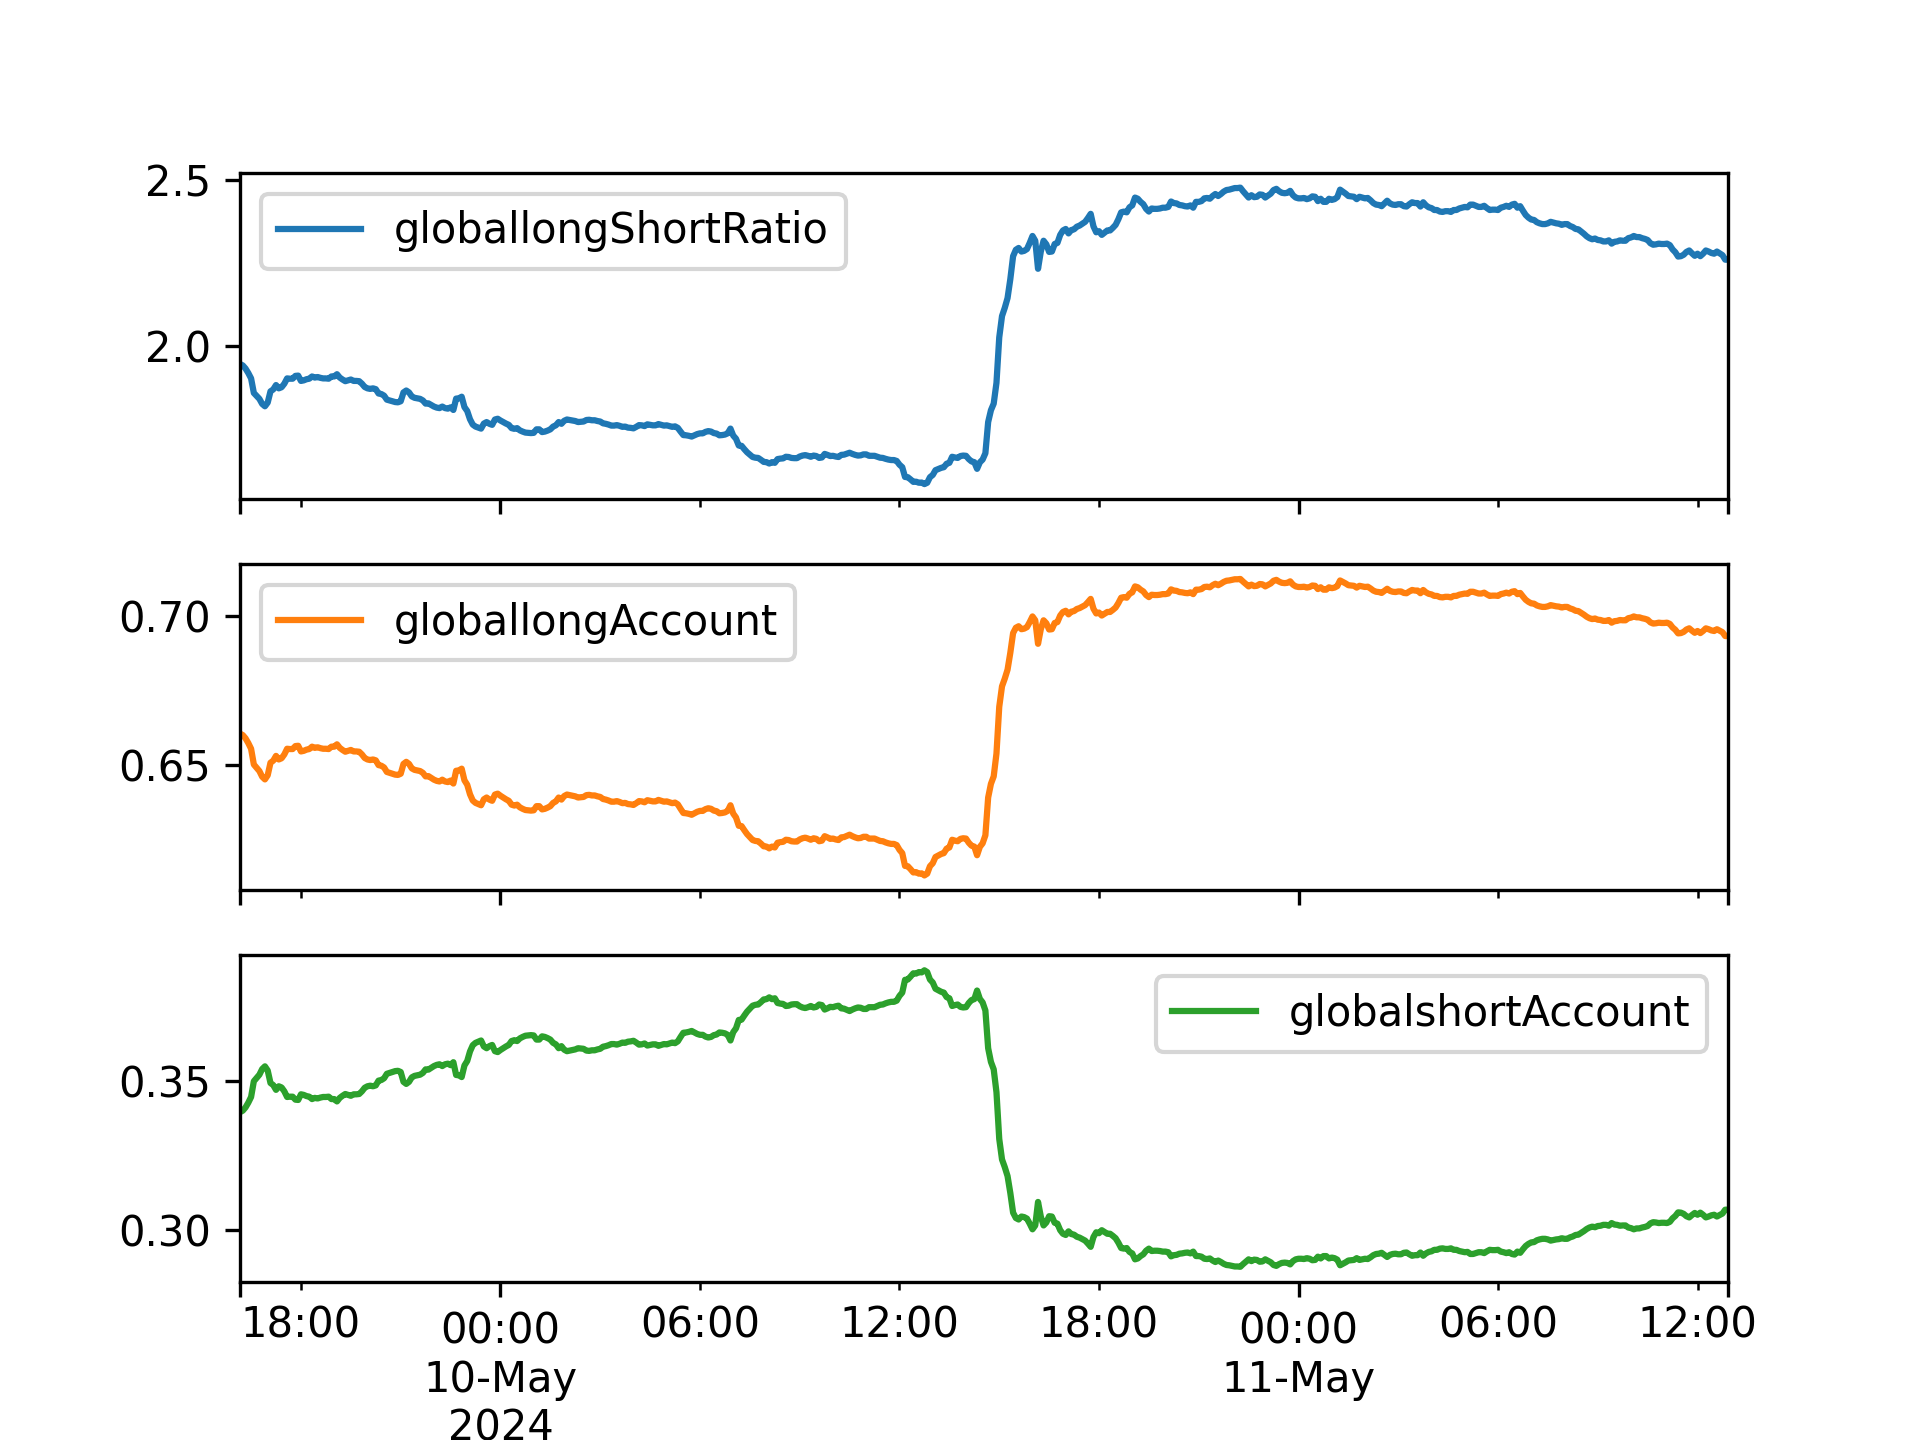 2.5
globallongShortRatio
2.0
0.70
globallongAccount
0.65
globalshortAccount
0.35
0.30
18:00 00:00 06:00 12:00 18:00 00:00 06:00 12:00
10-May 11-May
2024